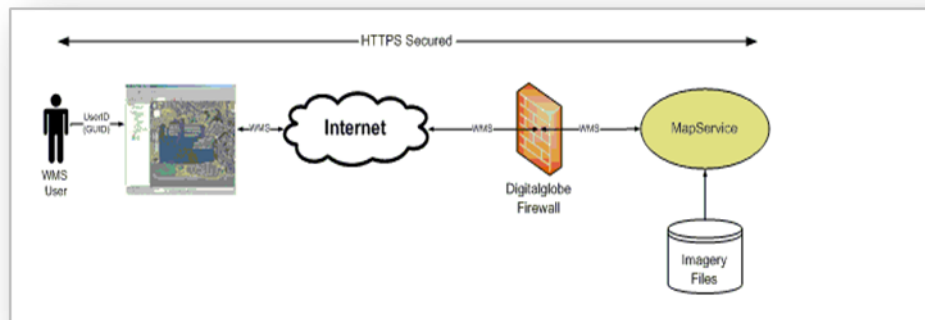 HTTPS Secured
UserID
(GUID)
WMS
User
WMS
Internet
WMS
Digitalglobe
Firewall
WMS
MapService
Imagery
Files